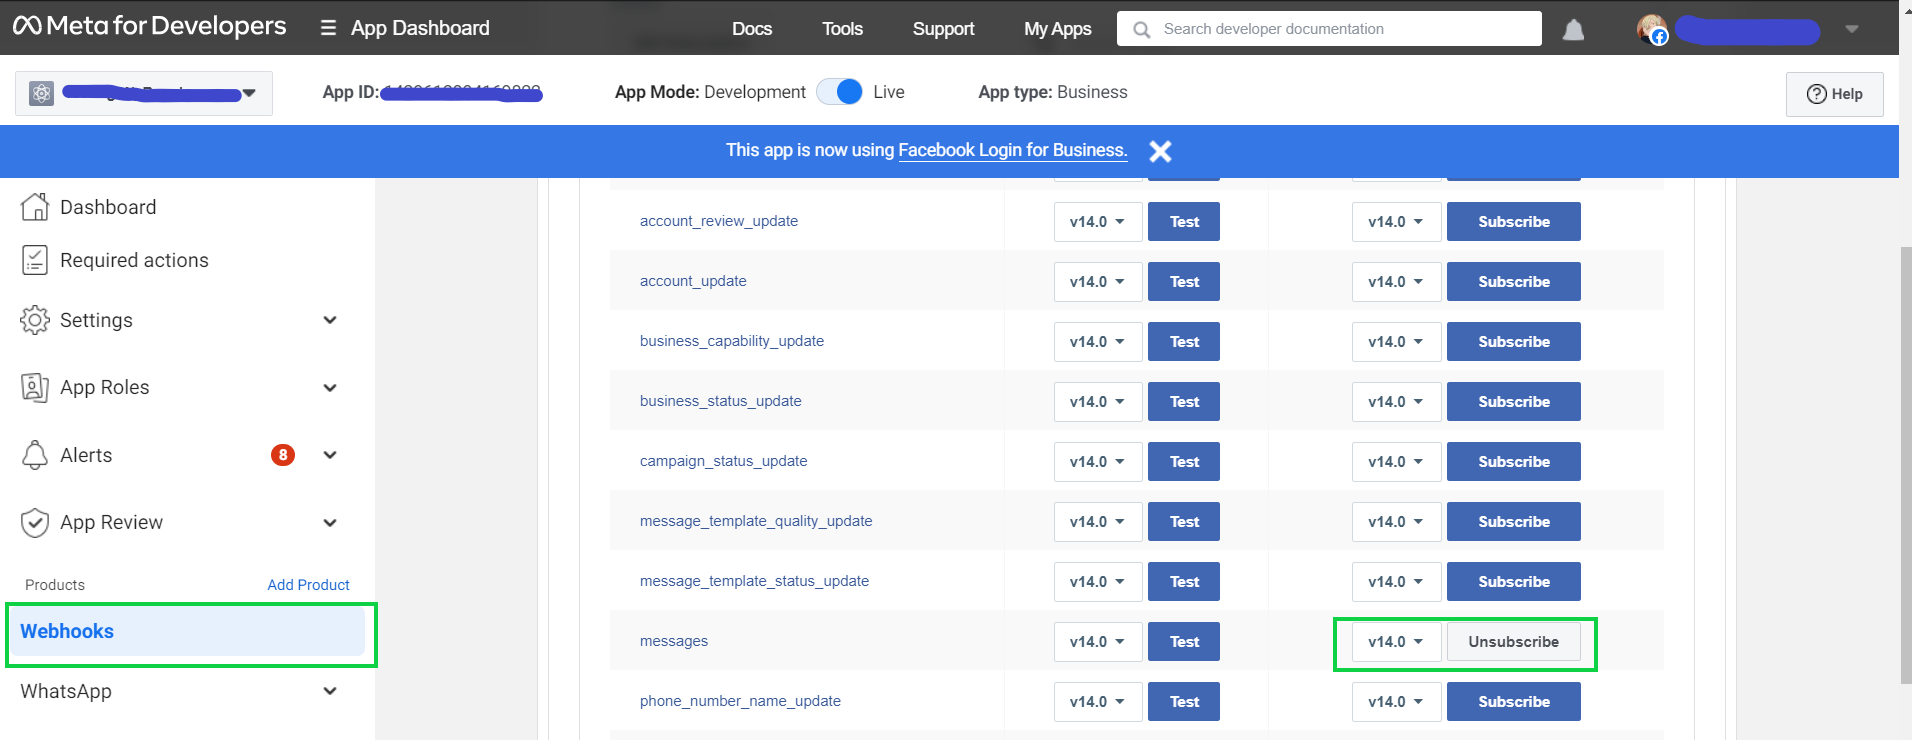 Meta for Developers
App Dashboard
Docs
Tools
Support
My Apps
Search developer documentation
App ID:
App Mode: Development
Live
App type: Business
Help
This app is now using Facebook Login for Business.
Dashboard
Required actions
Settings
App Roles
Alerts
8
App Review
Products
Add Product
Webhooks
WhatsApp
account_review_update v14.0 Test v14.0 Subscribe
account_update v14.0 Test v14.0 Subscribe
business_capability_update v14.0 Test v14.0 Subscribe
business_status_update v14.0 Test v14.0 Subscribe
campaign_status_update v14.0 Test v14.0 Subscribe
message_template_quality_update v14.0 Test v14.0 Subscribe
message_template_status_update v14.0 Test v14.0 Subscribe
messages v14.0 Test v14.0 Unsubscribe
phone_number_name_update v14.0 Test v14.0 Subscribe